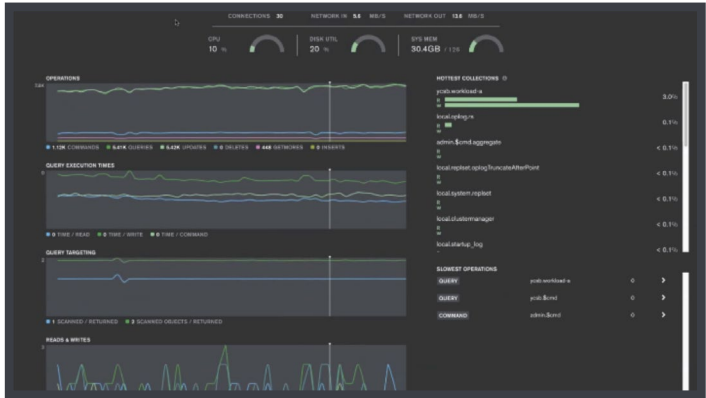 CONNECTIONS 30 NETWORK IN 5.6 MB/S NETWORK OUT 13.6 MB/S
CPU
10 %
DISK UTIL
20 %
SYS MEM
30.4GB
OPERATIONS
1.12K COMMANDS 5.41K QUERIES 5.42K UPDATES 0 DELETES 448 GETMORES 0 INSERTS
QUERY EXECUTION TIMES
0 TIME / READ 0 TIME / WRITE 0 TIME / COMMAND
QUERY TARGETING
1 SCANNED / RETURNED 3 SCANNED OBJECTS / RETURNED
READS & WRITES
HOTTEST COLLECTIONS
ycsb.workload-a 3.0%
R
W
local.oplog.rs 0.1%
R
W
admin.$cmd.aggregate < 0.1%
R
W
local.replset.oplogTruncateAfterPoint < 0.1%
R
W
local.system.replset < 0.1%
R
W
local.clustermanager < 0.1%
R
W
local.startup_log < 0.1%
SLOWEST OPERATIONS
QUERY ycsb.workload-a 0
QUERY ycsb.$cmd 0
COMMAND admin.$cmd 0